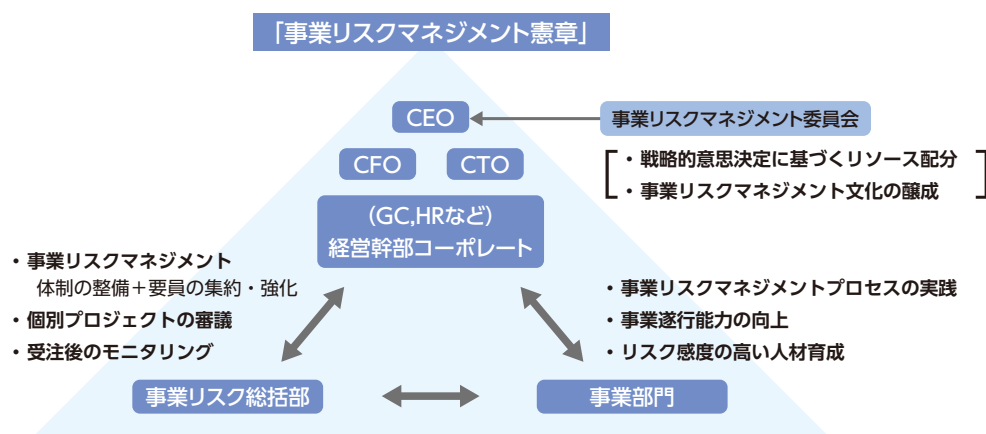 「事業リスクマネジメント憲章」
CEO
事業リスクマネジメント委員会
CFO
CTO
・戦略的意思決定に基づくリソース配分
・事業リスクマネジメント文化の醸成
(GC,HRなど)
経営幹部コーポレート
・事業リスクマネジメント
体制の整備＋要員の集約・強化
・個別プロジェクトの審議
・受注後のモニタリング
・事業リスクマネジメントプロセスの実践
・事業遂行能力の向上
・リスク感度の高い人材育成
事業リスク総括部
事業部門